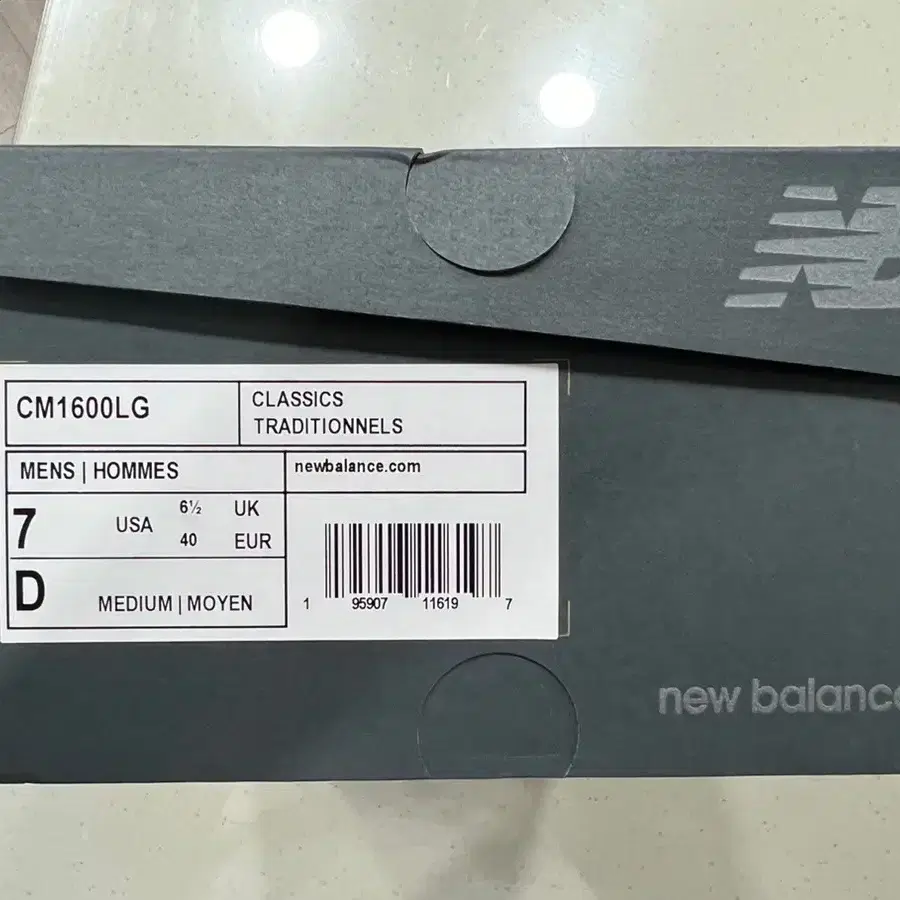 CM1600LG
CLASSICS
TRADITIONNELS
MENS | HOMMES
newbalance.com
7 USA 6½ UK
40 EUR
D MEDIUM | MOYEN
1 95907 11619 7
new balance